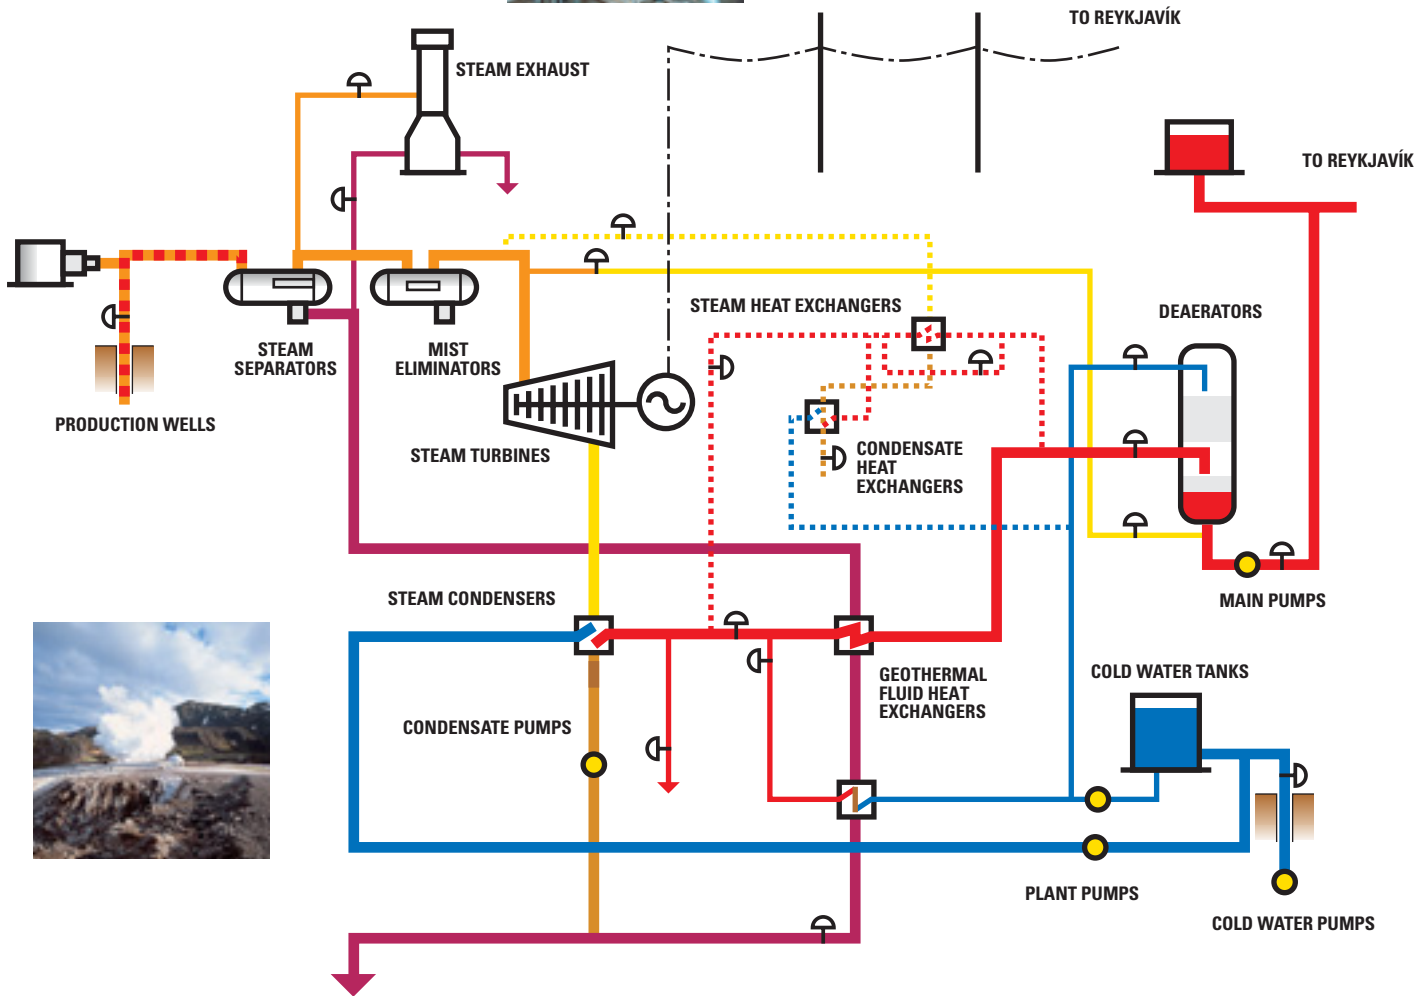 TO REYKJAVÍK
STEAM EXHAUST
TO REYKJAVÍK
STEAM HEAT EXCHANGERS
DEAERATORS
STEAM
SEPARATORS
MIST
ELIMINATORS
PRODUCTION WELLS
STEAM TURBINES
CONDENSATE
HEAT
EXCHANGERS
STEAM CONDENSERS
MAIN PUMPS
GEOTHERMAL
FLUID HEAT
EXCHANGERS
COLD WATER TANKS
CONDENSATE PUMPS
PLANT PUMPS
COLD WATER PUMPS